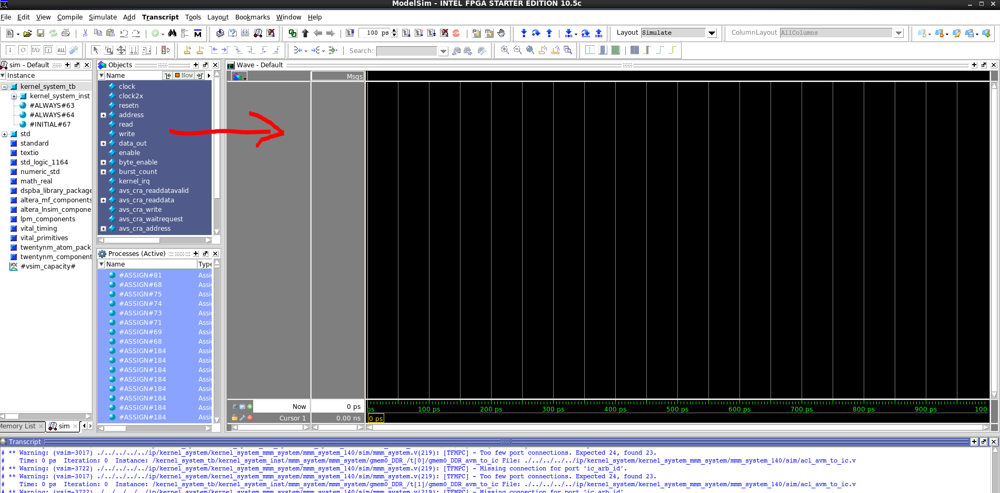 ModelSim - INTEL FPGA STARTER EDITION 10.5c
File Edit View Compile Simulate Add Transcript Tools Layout Bookmarks Window Help
100 ps
Layout Simulate
ColumnLayout AllColumns
Search:
sim - Default
Instance
kernel_system_tb
kernel_system_inst
#ALWAYS#63
#ALWAYS#64
#INITIAL#67
std
standard
textio
std_logic_1164
numeric_std
math_real
dspba_library_package
altera_mf_components
altera_lnsim_compone
lpm_components
vital_timing
vital_primitives
twentynm_atom_pack
twentynm_component
#vsim_capacity#
Memory List
sim
Objects
Name
Now
clock
clock2x
resetn
address
read
write
data_out
enable
byte_enable
burst_count
kernel_irq
avs_cra_readdatavalid
avs_cra_readdata
avs_cra_write
avs_cra_waitrequest
avs_cra_address
Processes (Active)
Name Type
#ASSIGN#81 Assi
#ASSIGN#68 Assi
#ASSIGN#75 Assi
#ASSIGN#74 Assi
#ASSIGN#73 Assi
#ASSIGN#71 Assi
#ASSIGN#69 Assi
#ASSIGN#68 Assi
#ASSIGN#184 Assi
#ASSIGN#184 Assi
#ASSIGN#184 Assi
#ASSIGN#184 Assi
#ASSIGN#184 Assi
#ASSIGN#184 Assi
#ASSIGN#184 Assi
#ASSIGN#184 Assi
Wave - Default
Msgs
Now 0 ps
ps 100 ps 200 ps 300 ps 400 ps 500 ps 600 ps 700 ps 800 ps 900 ps 100
Cursor 1 0.00 ns
0 ps
Transcript
# ** Warning: (vsim-3017) ./../../../../ip/kernel_system/kernel_system_mmm_system/mmm_system_140/sim/mmm_system.v(219): [TFMPC] - Too few port connections. Expected 24, found 23.
# Time: 0 ps Iteration: 0 Instance: /kernel_system_tb/kernel_system_inst/mmm_system/mmm_system/gmem0_DDR_/t[0]/gmem0_DDR_avm_to_ic File: ./../../../../ip/kernel_system/kernel_system_mmm_system/mmm_system_140/sim/acl_avm_to_ic.v
# ** Warning: (vsim-3722) ./../../../../ip/kernel_system/kernel_system_mmm_system/mmm_system_140/sim/mmm_system.v(219): [TFMPC] - Missing connection for port 'ic_arb_id'.
# ** Warning: (vsim-3017) ./../../../../ip/kernel_system/kernel_system_mmm_system/mmm_system_140/sim/mmm_system.v(219): [TFMPC] - Too few port connections. Expected 24, found 23.
# Time: 0 ps Iteration: 0 Instance: /kernel_system_tb/kernel_system_inst/mmm_system/mmm_system/gmem0_DDR_/t[1]/gmem0_DDR_avm_to_ic File: ./../../../../ip/kernel_system/kernel_system_mmm_system/mmm_system_140/sim/acl_avm_to_ic.v
# ** Warning: (vsim-3722) ./../../../../ip/kernel_system/kernel_system_mmm_system/mmm_system_140/sim/mmm_system.v(219): [TFMPC] - Missing connection for port 'ic_arb_id'.